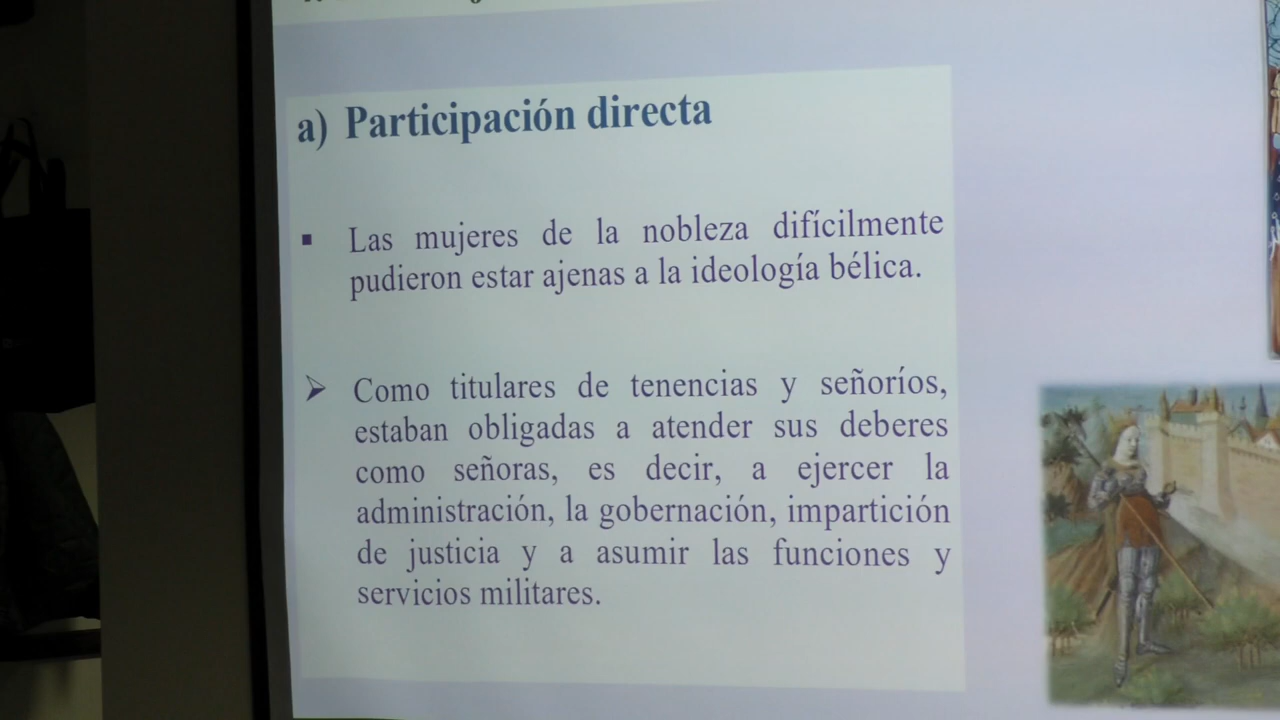 a) Participación directa
▪ Las mujeres de la nobleza difícilmente
pudieron estar ajenas a la ideología bélica.
➢ Como titulares de tenencias y señoríos,
estaban obligadas a atender sus deberes
como señoras, es decir, a ejercer la
administración, la gobernación, impartición
de justicia y a asumir las funciones y
servicios militares.